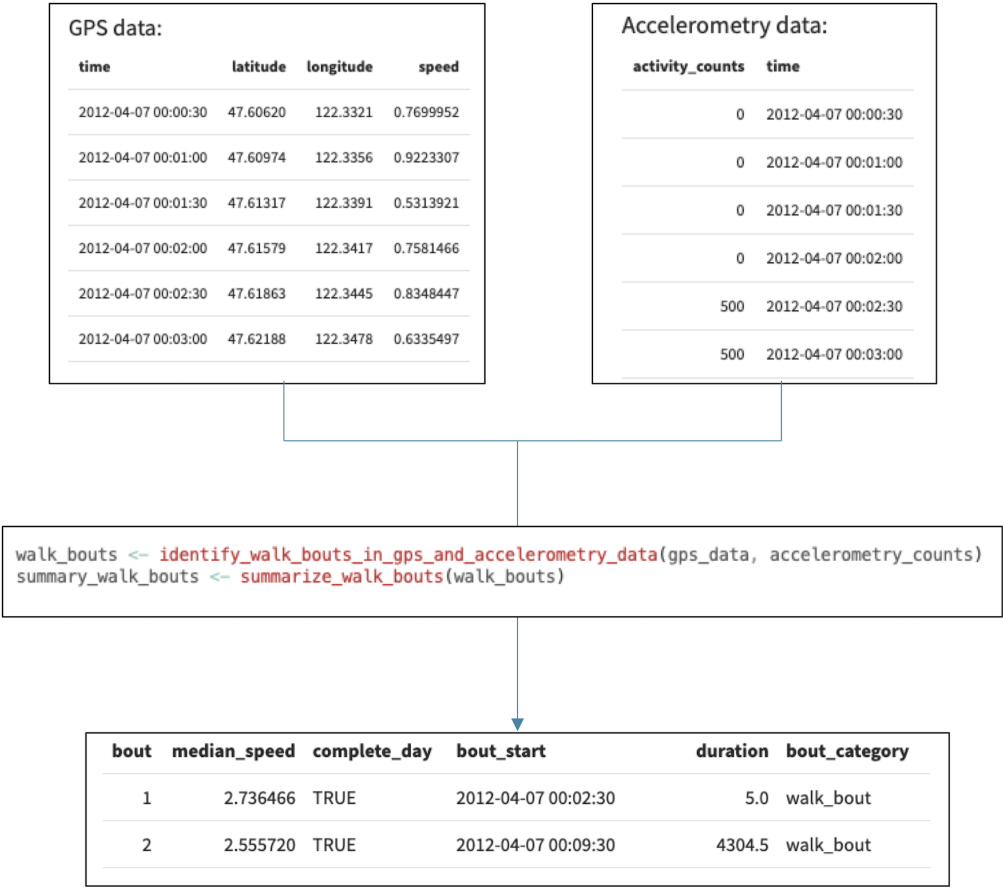 GPS data:
time latitude longitude speed
2012-04-07 00:00:30 47.60620 122.3321 0.7699952
2012-04-07 00:01:00 47.60974 122.3356 0.9223307
2012-04-07 00:01:30 47.61317 122.3391 0.5313921
2012-04-07 00:02:00 47.61579 122.3417 0.7581466
2012-04-07 00:02:30 47.61863 122.3445 0.8348447
2012-04-07 00:03:00 47.62188 122.3478 0.6335497
Accelerometry data:
activity_counts time
0 2012-04-07 00:00:30
0 2012-04-07 00:01:00
0 2012-04-07 00:01:30
0 2012-04-07 00:02:00
500 2012-04-07 00:02:30
500 2012-04-07 00:03:00
walk_bouts <- identify_walk_bouts_in_gps_and_accelerometry_data(gps_data, accelerometry_counts)
summary_walk_bouts <- summarize_walk_bouts(walk_bouts)
bout median_speed complete_day bout_start duration bout_category
1 2.736466 TRUE 2012-04-07 00:02:30 5.0 walk_bout
2 2.555720 TRUE 2012-04-07 00:09:30 4304.5 walk_bout